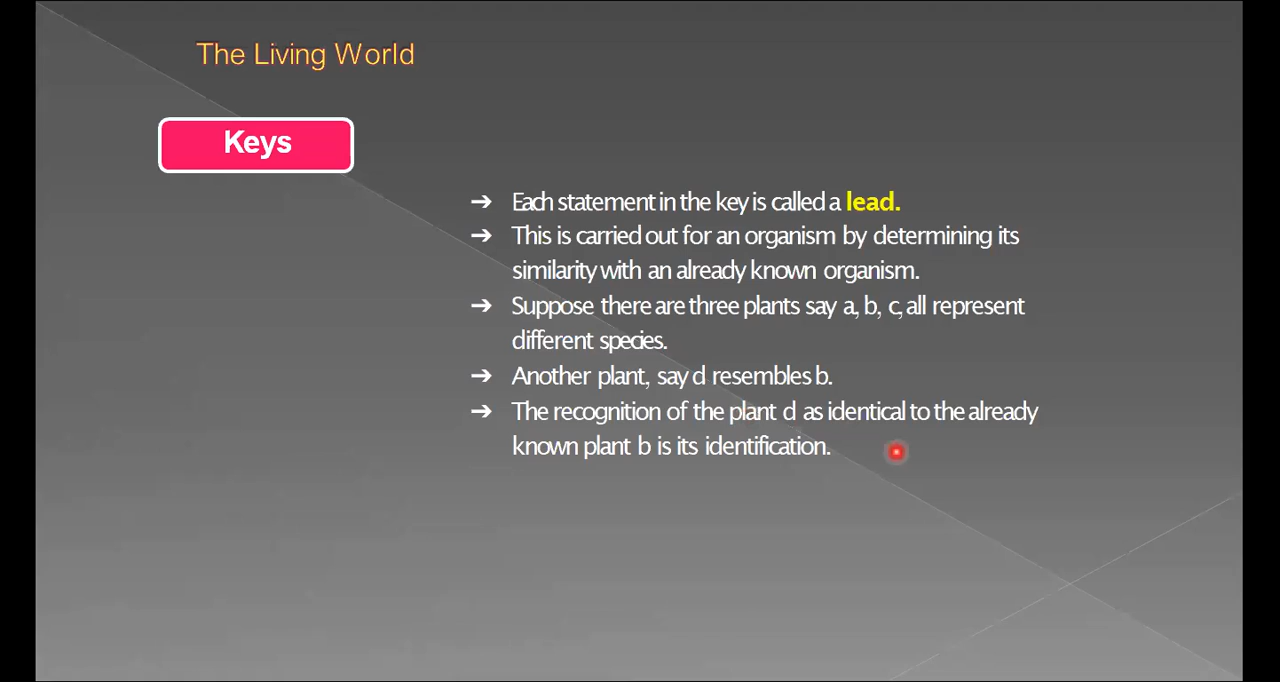 The Living World
Keys
➔ Each statement in the key is called a lead.
➔ This is carried out for an organism by determining its
similarity with an already known organism.
➔ Suppose there are three plants say a, b, c, all represent
different species.
➔ Another plant, say d resembles b.
➔ The recognition of the plant d as identical to the already
known plant b is its identification.